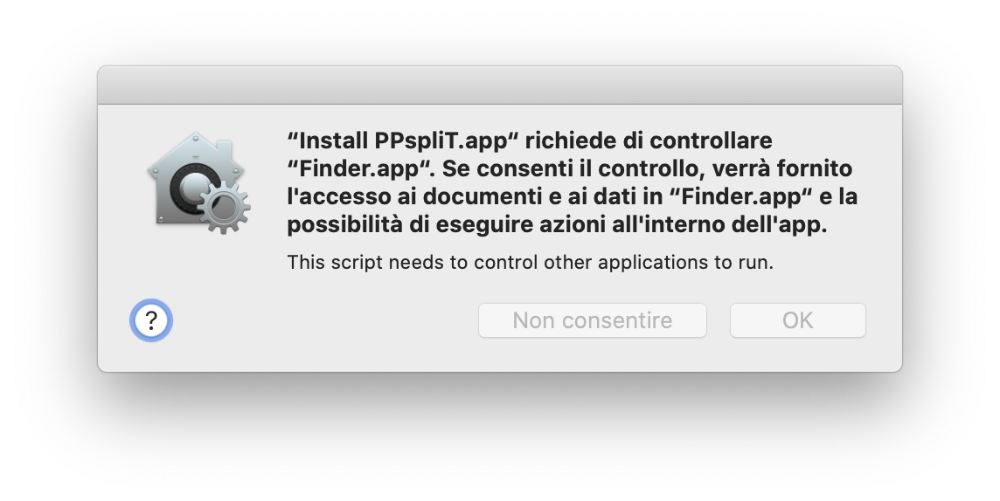 “Install PPspliT.app“ richiede di controllare
“Finder.app“. Se consenti il controllo, verrà fornito
l'accesso ai documenti e ai dati in “Finder.app“ e la
possibilità di eseguire azioni all'interno dell'app.
This script needs to control other applications to run.
?
Non consentire
OK